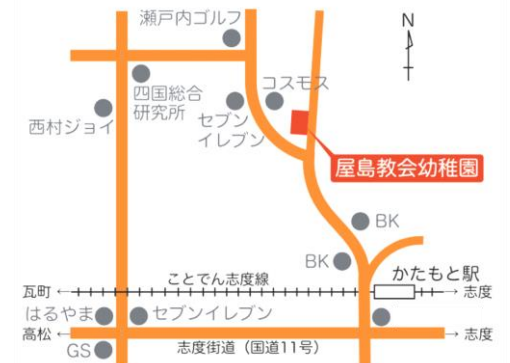 瀬戸内ゴルフ
N
コスモス
四国総合
研究所
西村ジョイ
セブン
イレブン
屋島教会幼稚園
BK
BK
かたもと駅
ことでん志度線
瓦町
志度
はるやま
セブンイレブン
高松
志度街道（国道11号）
志度
GS